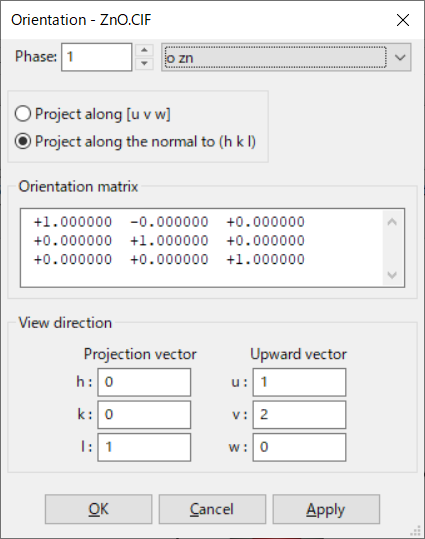 Orientation - ZnO.CIF
Phase: 1 o zn
Project along [u v w]
Project along the normal to (h k l)
Orientation matrix
+1.000000 -0.000000 +0.000000
+0.000000 +1.000000 +0.000000
+0.000000 +0.000000 +1.000000
View direction
Projection vector Upward vector
h: 0 u: 1
k: 0 v: 2
l: 1 w: 0
OK Cancel Apply